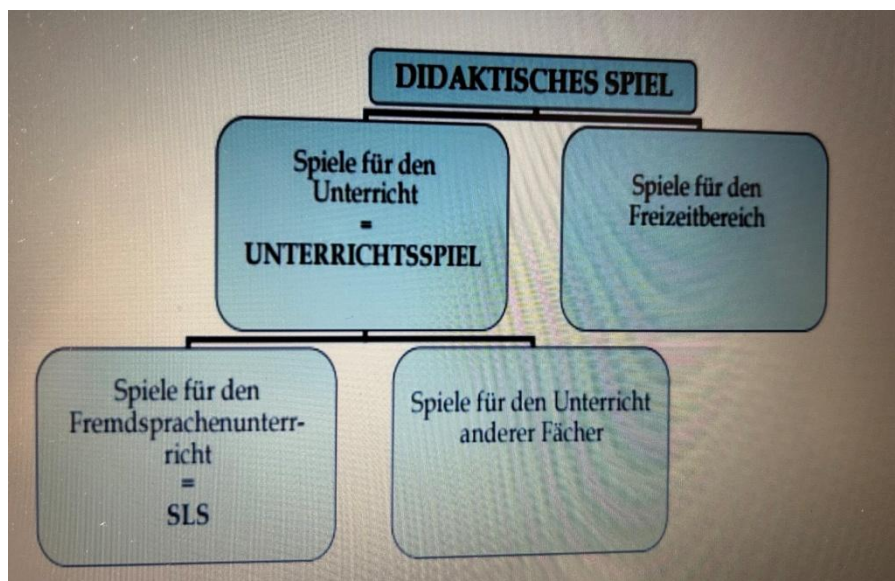 DIDAKTISCHES SPIEL
Spiele für den
Unterricht
=
UNTERRICHTSSPIEL
Spiele für den
Freizeitbereich
Spiele für den
Fremdsprachenunterr-
richt
=
SLS
Spiele für den Unterricht
anderer Fächer